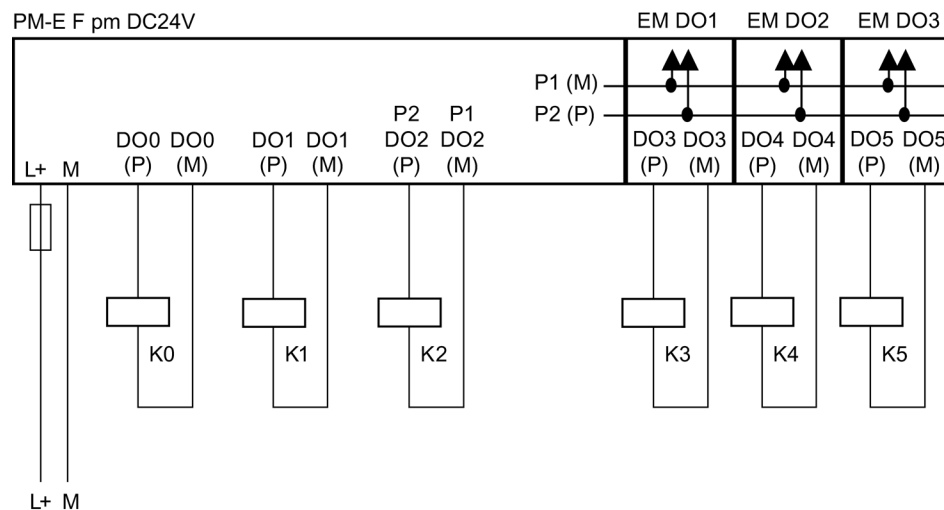 PM-E F pm DC24V EM DO1 EM DO2 EM DO3
P1 (M)
P2 (P)
P2 P1
DO0 DO0 DO1 DO1 DO2 DO2 DO3 DO3 DO4 DO4 DO5 DO5
L+ M (P) (M) (P) (M) (P) (M) (P) (M) (P) (M) (P) (M)
K0 K1 K2 K3 K4 K5
L+ M